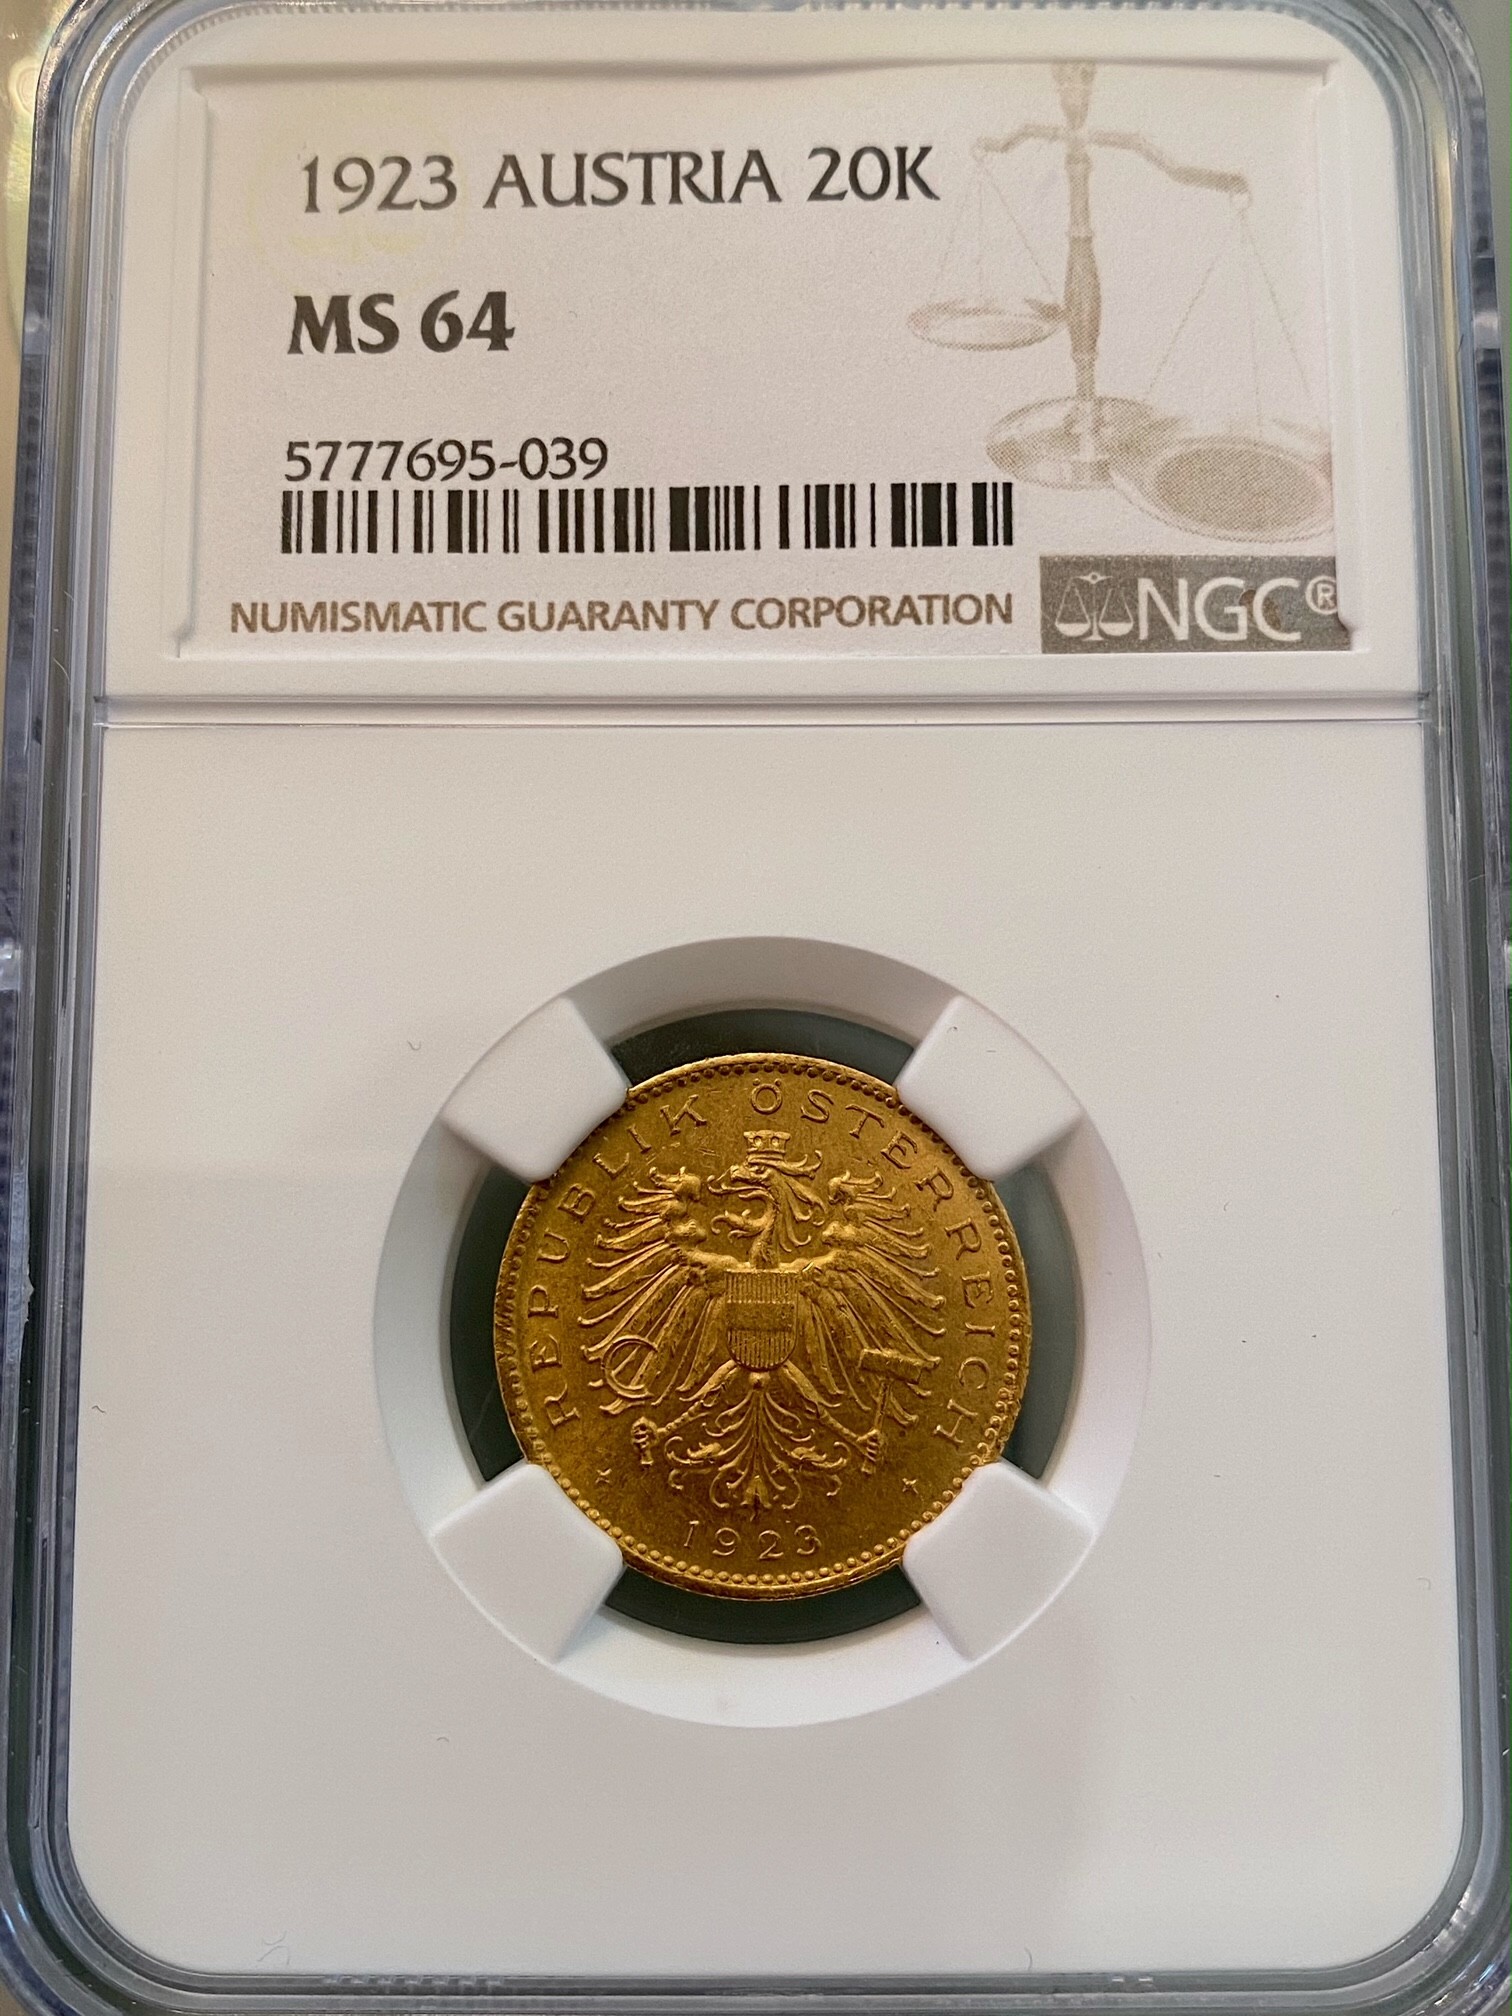 1923 AUSTRIA 20K
MS 64
5777695-039
NUMISMATIC GUARANTY CORPORATION
NGC®
REPUBLIK ÖSTERREICH
1923